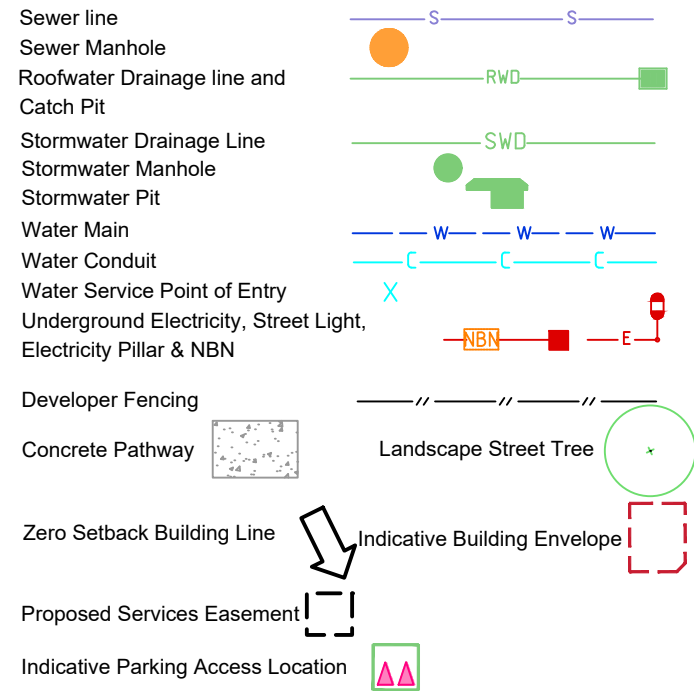 Sewer line S S
Sewer Manhole
Roofwater Drainage line and RWD
Catch Pit
Stormwater Drainage Line SWD
Stormwater Manhole
Stormwater Pit
Water Main W W W
Water Conduit C C C
Water Service Point of Entry
Underground Electricity, Street Light,
Electricity Pillar & NBN NBN E
Developer Fencing
Concrete Pathway
Landscape Street Tree
Zero Setback Building Line
Indicative Building Envelope
Proposed Services Easement
Indicative Parking Access Location